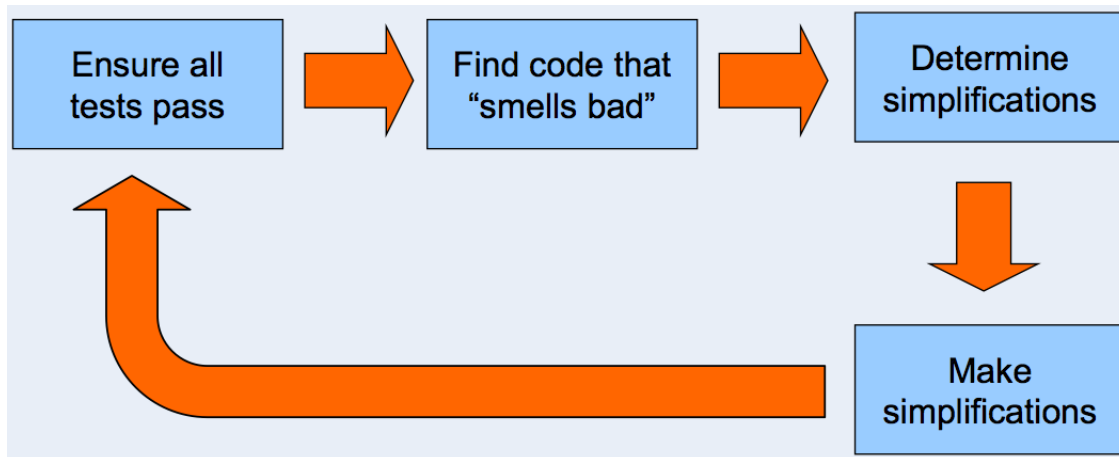 Ensure all
tests pass
Find code that
“smells bad”
Determine
simplifications
Make
simplifications